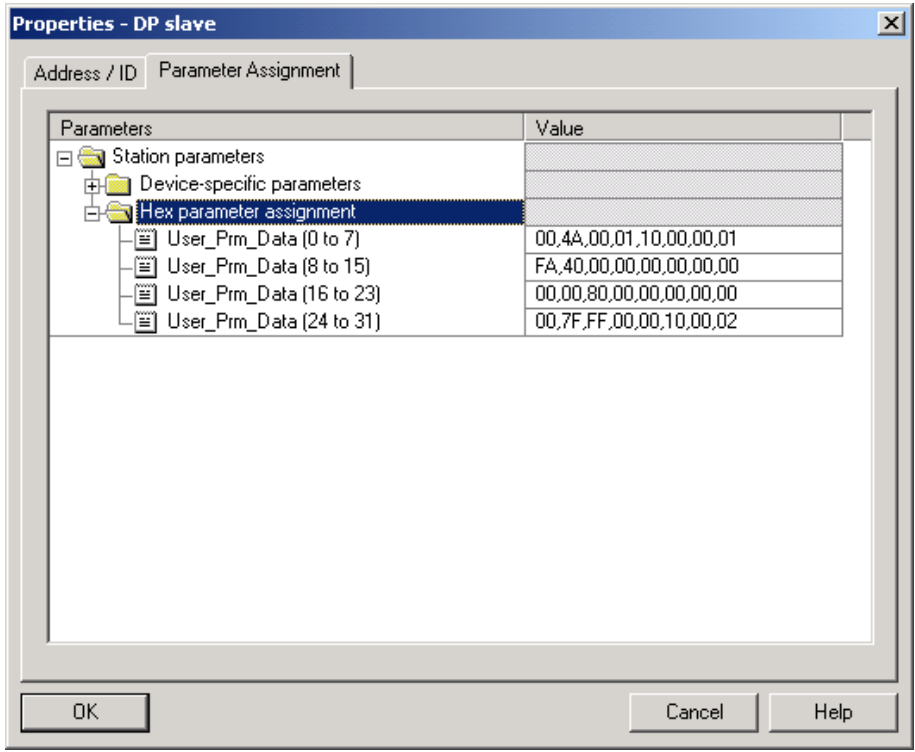 Properties - DP slave
Address / ID Parameter Assignment
Parameters Value
Station parameters
Device-specific parameters
Hex parameter assignment
User_Prm_Data (0 to 7) 00,4A,00,01,10,00,00,01
User_Prm_Data (8 to 15) FA,40,00,00,00,00,00,00
User_Prm_Data (16 to 23) 00,00,80,00,00,00,00,00
User_Prm_Data (24 to 31) 00,7F,FF,00,00,10,00,02
OK Cancel Help